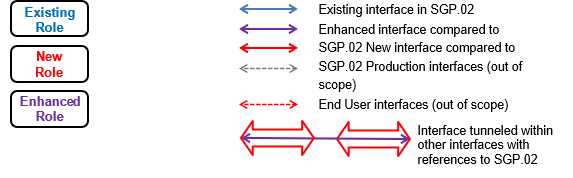 Existing
Role
New
Role
Enhanced
Role
Existing interface in SGP.02
Enhanced interface compared to
SGP.02 New interface compared to
SGP.02 Production interfaces (out of
scope)
End User interfaces (out of scope)
Interface tunneled within
other interfaces with
references to SGP.02